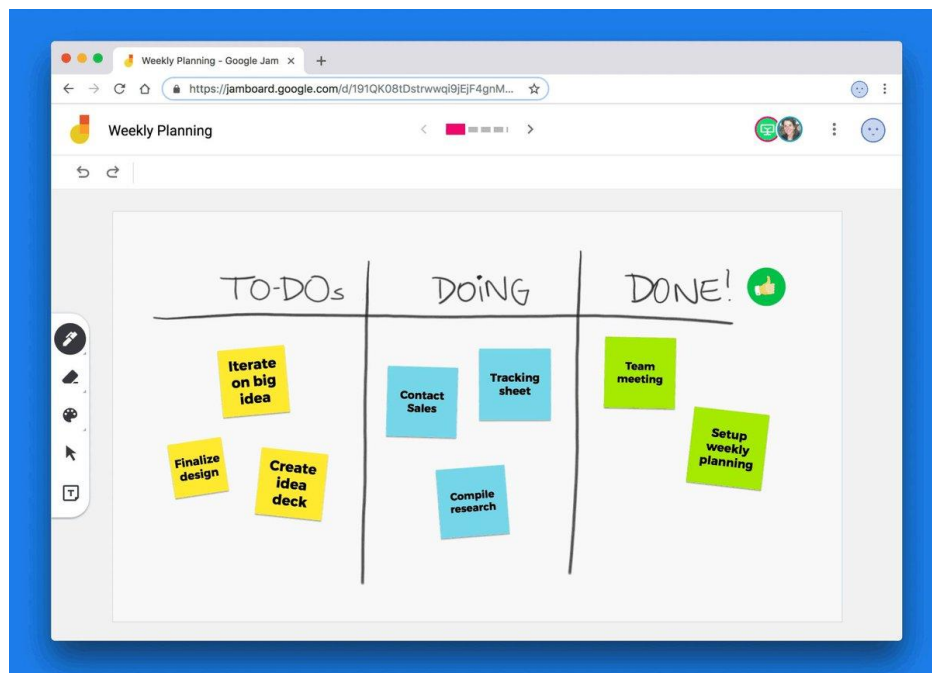 Weekly Planning - Google Jam
https://jamboard.google.com/d/191QK08tDstrwwqi9jEjF4gnM...
Weekly Planning
TO-DOs
DOiNG
DONE!
Iterate
on big
idea
Finalize
design
Create
idea
deck
Contact
Sales
Tracking
sheet
Compile
research
Team
meeting
Setup
weekly
planning
T